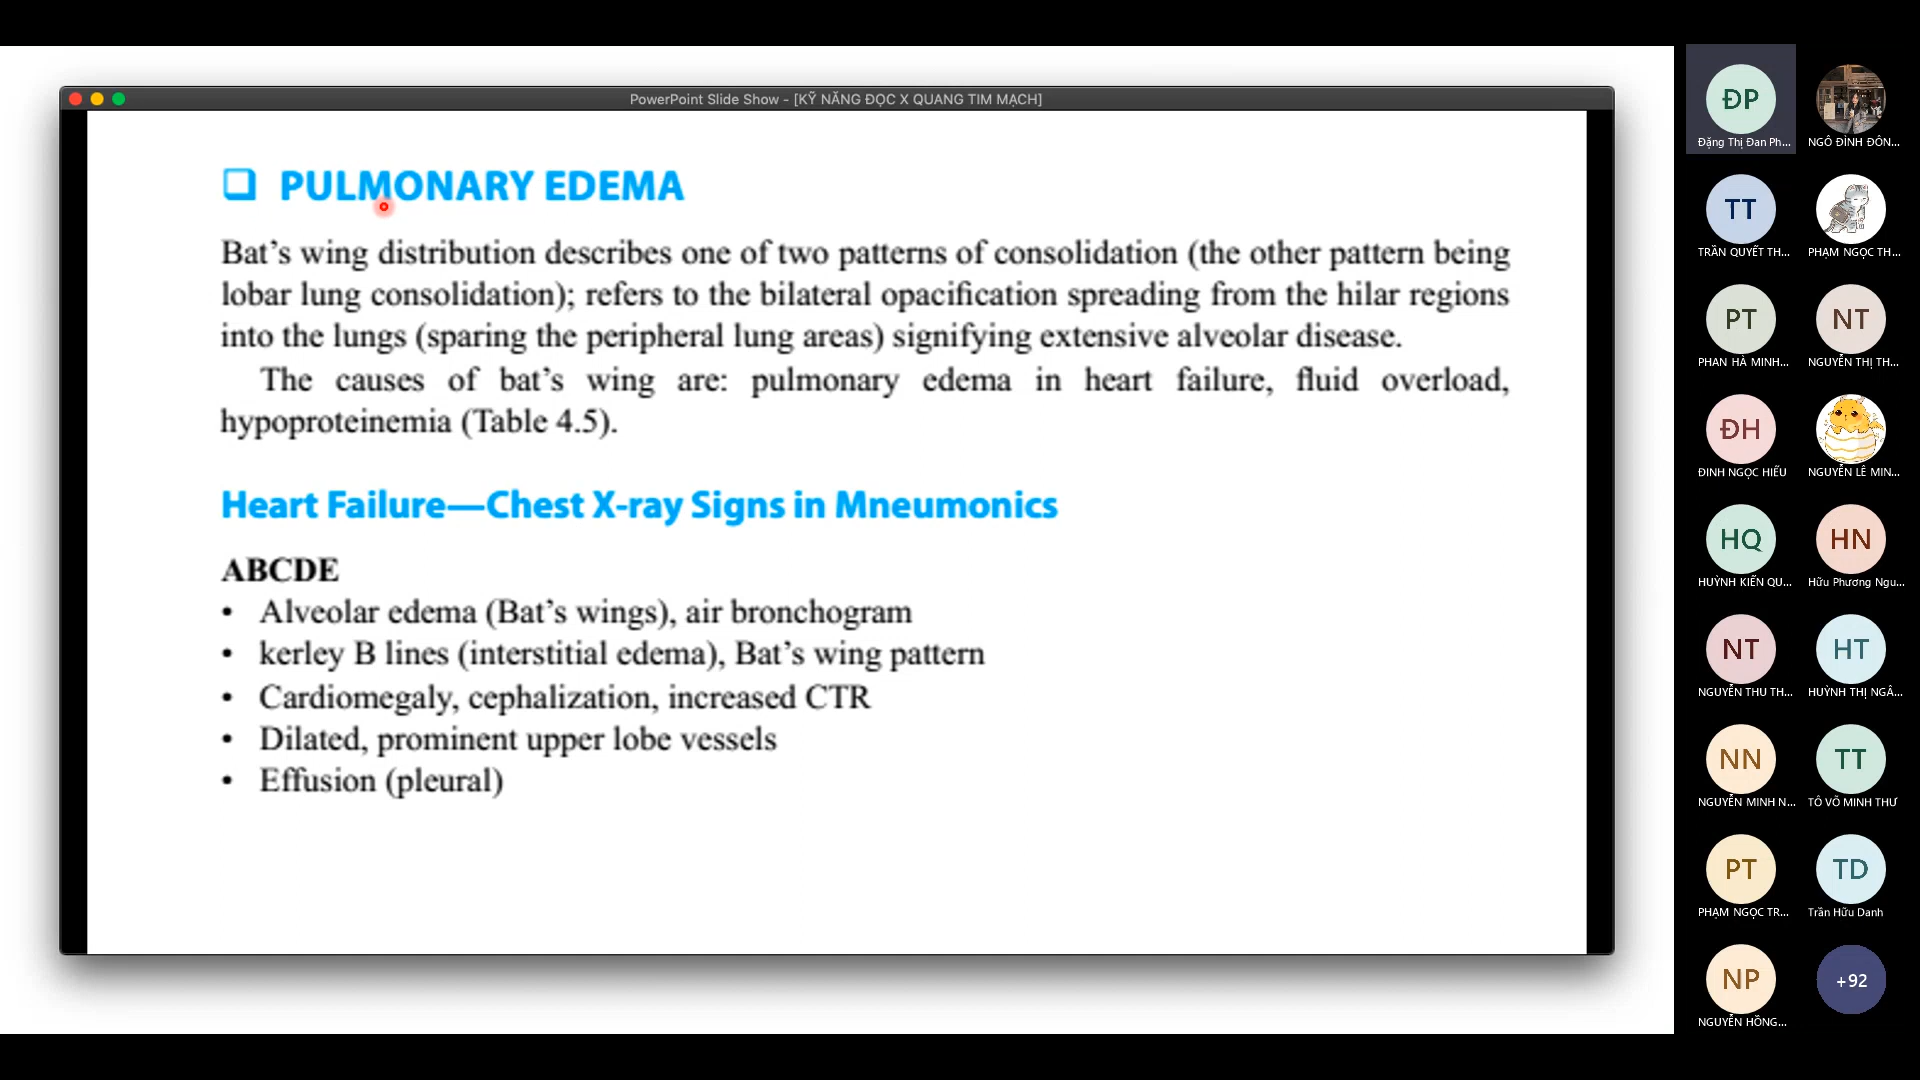 PowerPoint Slide Show - [KỸ NĂNG ĐỌC X QUANG TIM MẠCH]
❑ PULMONARY EDEMA
Bat's wing distribution describes one of two patterns of consolidation (the other pattern being
lobar lung consolidation); refers to the bilateral opacification spreading from the hilar regions
into the lungs (sparing the peripheral lung areas) signifying extensive alveolar disease.
The causes of bat's wing are: pulmonary edema in heart failure, fluid overload,
hypoproteinemia (Table 4.5).
Heart Failure—Chest X-ray Signs in Mneumonics
ABCDE
• Alveolar edema (Bat's wings), air bronchogram
• kerley B lines (interstitial edema), Bat's wing pattern
• Cardiomegaly, cephalization, increased CTR
• Dilated, prominent upper lobe vessels
• Effusion (pleural)
ĐP
Đặng Thị Đan Ph...
NGÔ ĐÌNH ĐÔN...
TT
TRẦN QUYẾT TH...
PHẠM NGỌC TH...
PT
PHAN HÀ MINH...
NT
NGUYỄN THỊ TH...
ĐH
ĐINH NGỌC HIẾU
NGUYỄN LÊ MIN...
HQ
HUỲNH KIẾN QU...
HN
Hữu Phương Ngu...
NT
NGUYỄN THU TH...
HT
HUỲNH THỊ NGÂ...
NN
NGUYỄN MINH N...
TT
TÔ VÕ MINH THƯ
PT
PHẠM NGỌC TR...
TD
Trần Hữu Danh
NP
NGUYỄN HỒNG...
+92